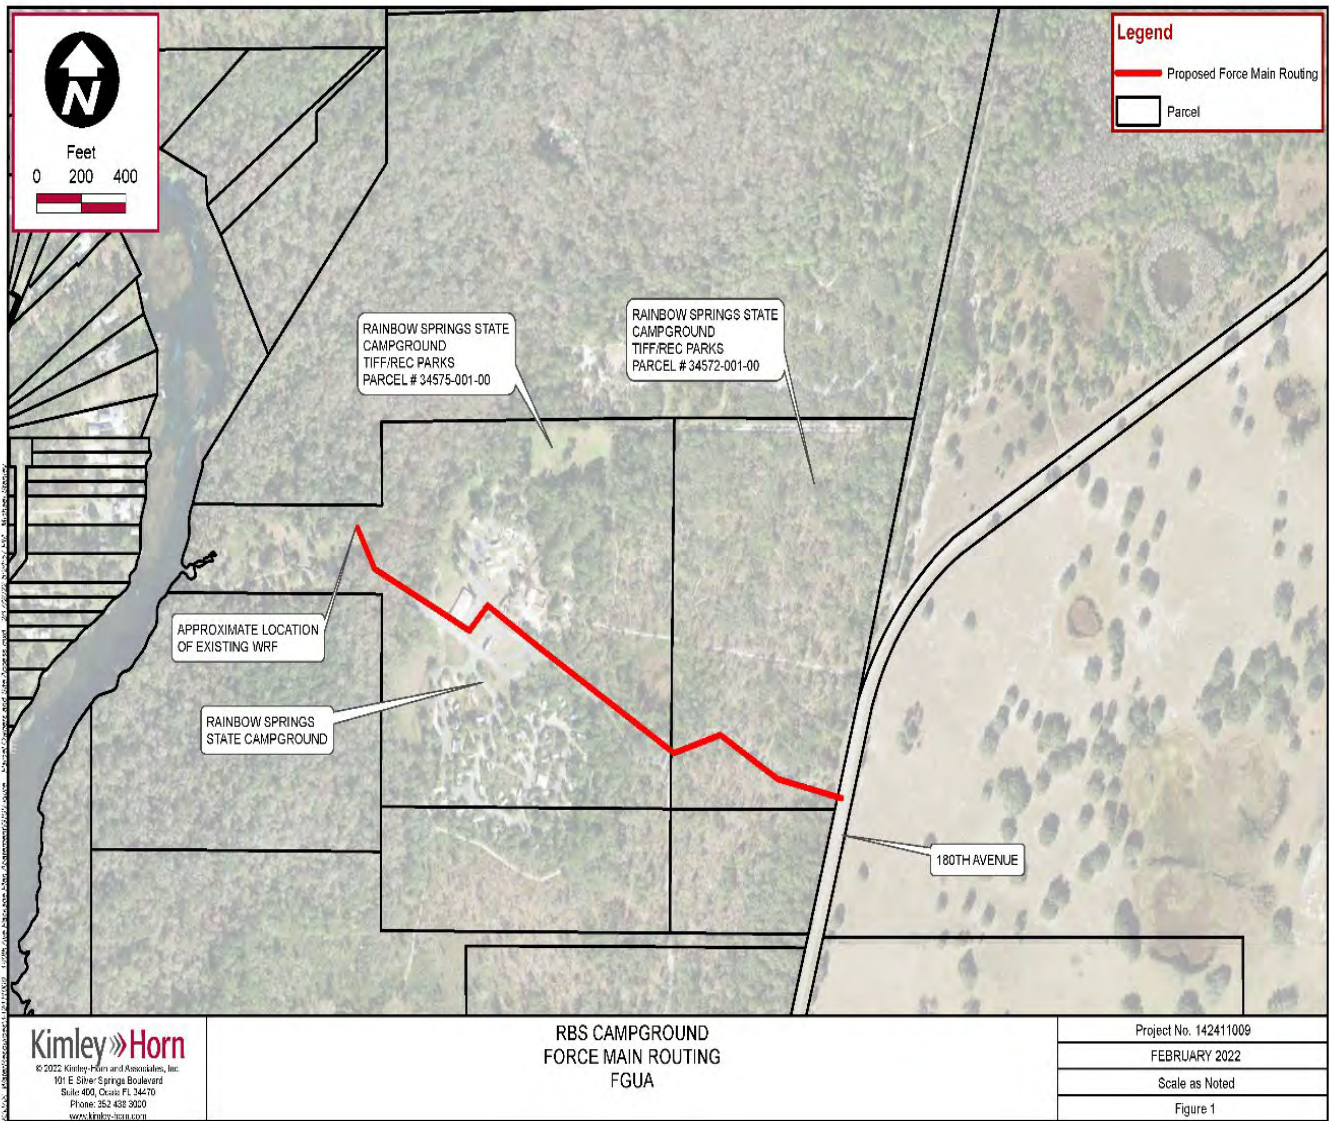 N
Feet
0 200 400
Legend
Proposed Force Main Routing
Parcel
RAINBOW SPRINGS STATE
CAMPGROUND
TIFF/REC PARKS
PARCEL # 34575-001-00
RAINBOW SPRINGS STATE
CAMPGROUND
TIFF/REC PARKS
PARCEL # 34572-001-00
APPROXIMATE LOCATION
OF EXISTING WRF
RAINBOW SPRINGS
STATE CAMPGROUND
180TH AVENUE
Kimley»Horn
© 2022 Kimley-Horn and Associates, Inc.
101 E Silver Springs Boulevard
Suite 400, Ocala FL 34470
Phone: 352 438 3000
www.kimley-horn.com
RBS CAMPGROUND
FORCE MAIN ROUTING
FGUA
Project No. 142411009
FEBRUARY 2022
Scale as Noted
Figure 1